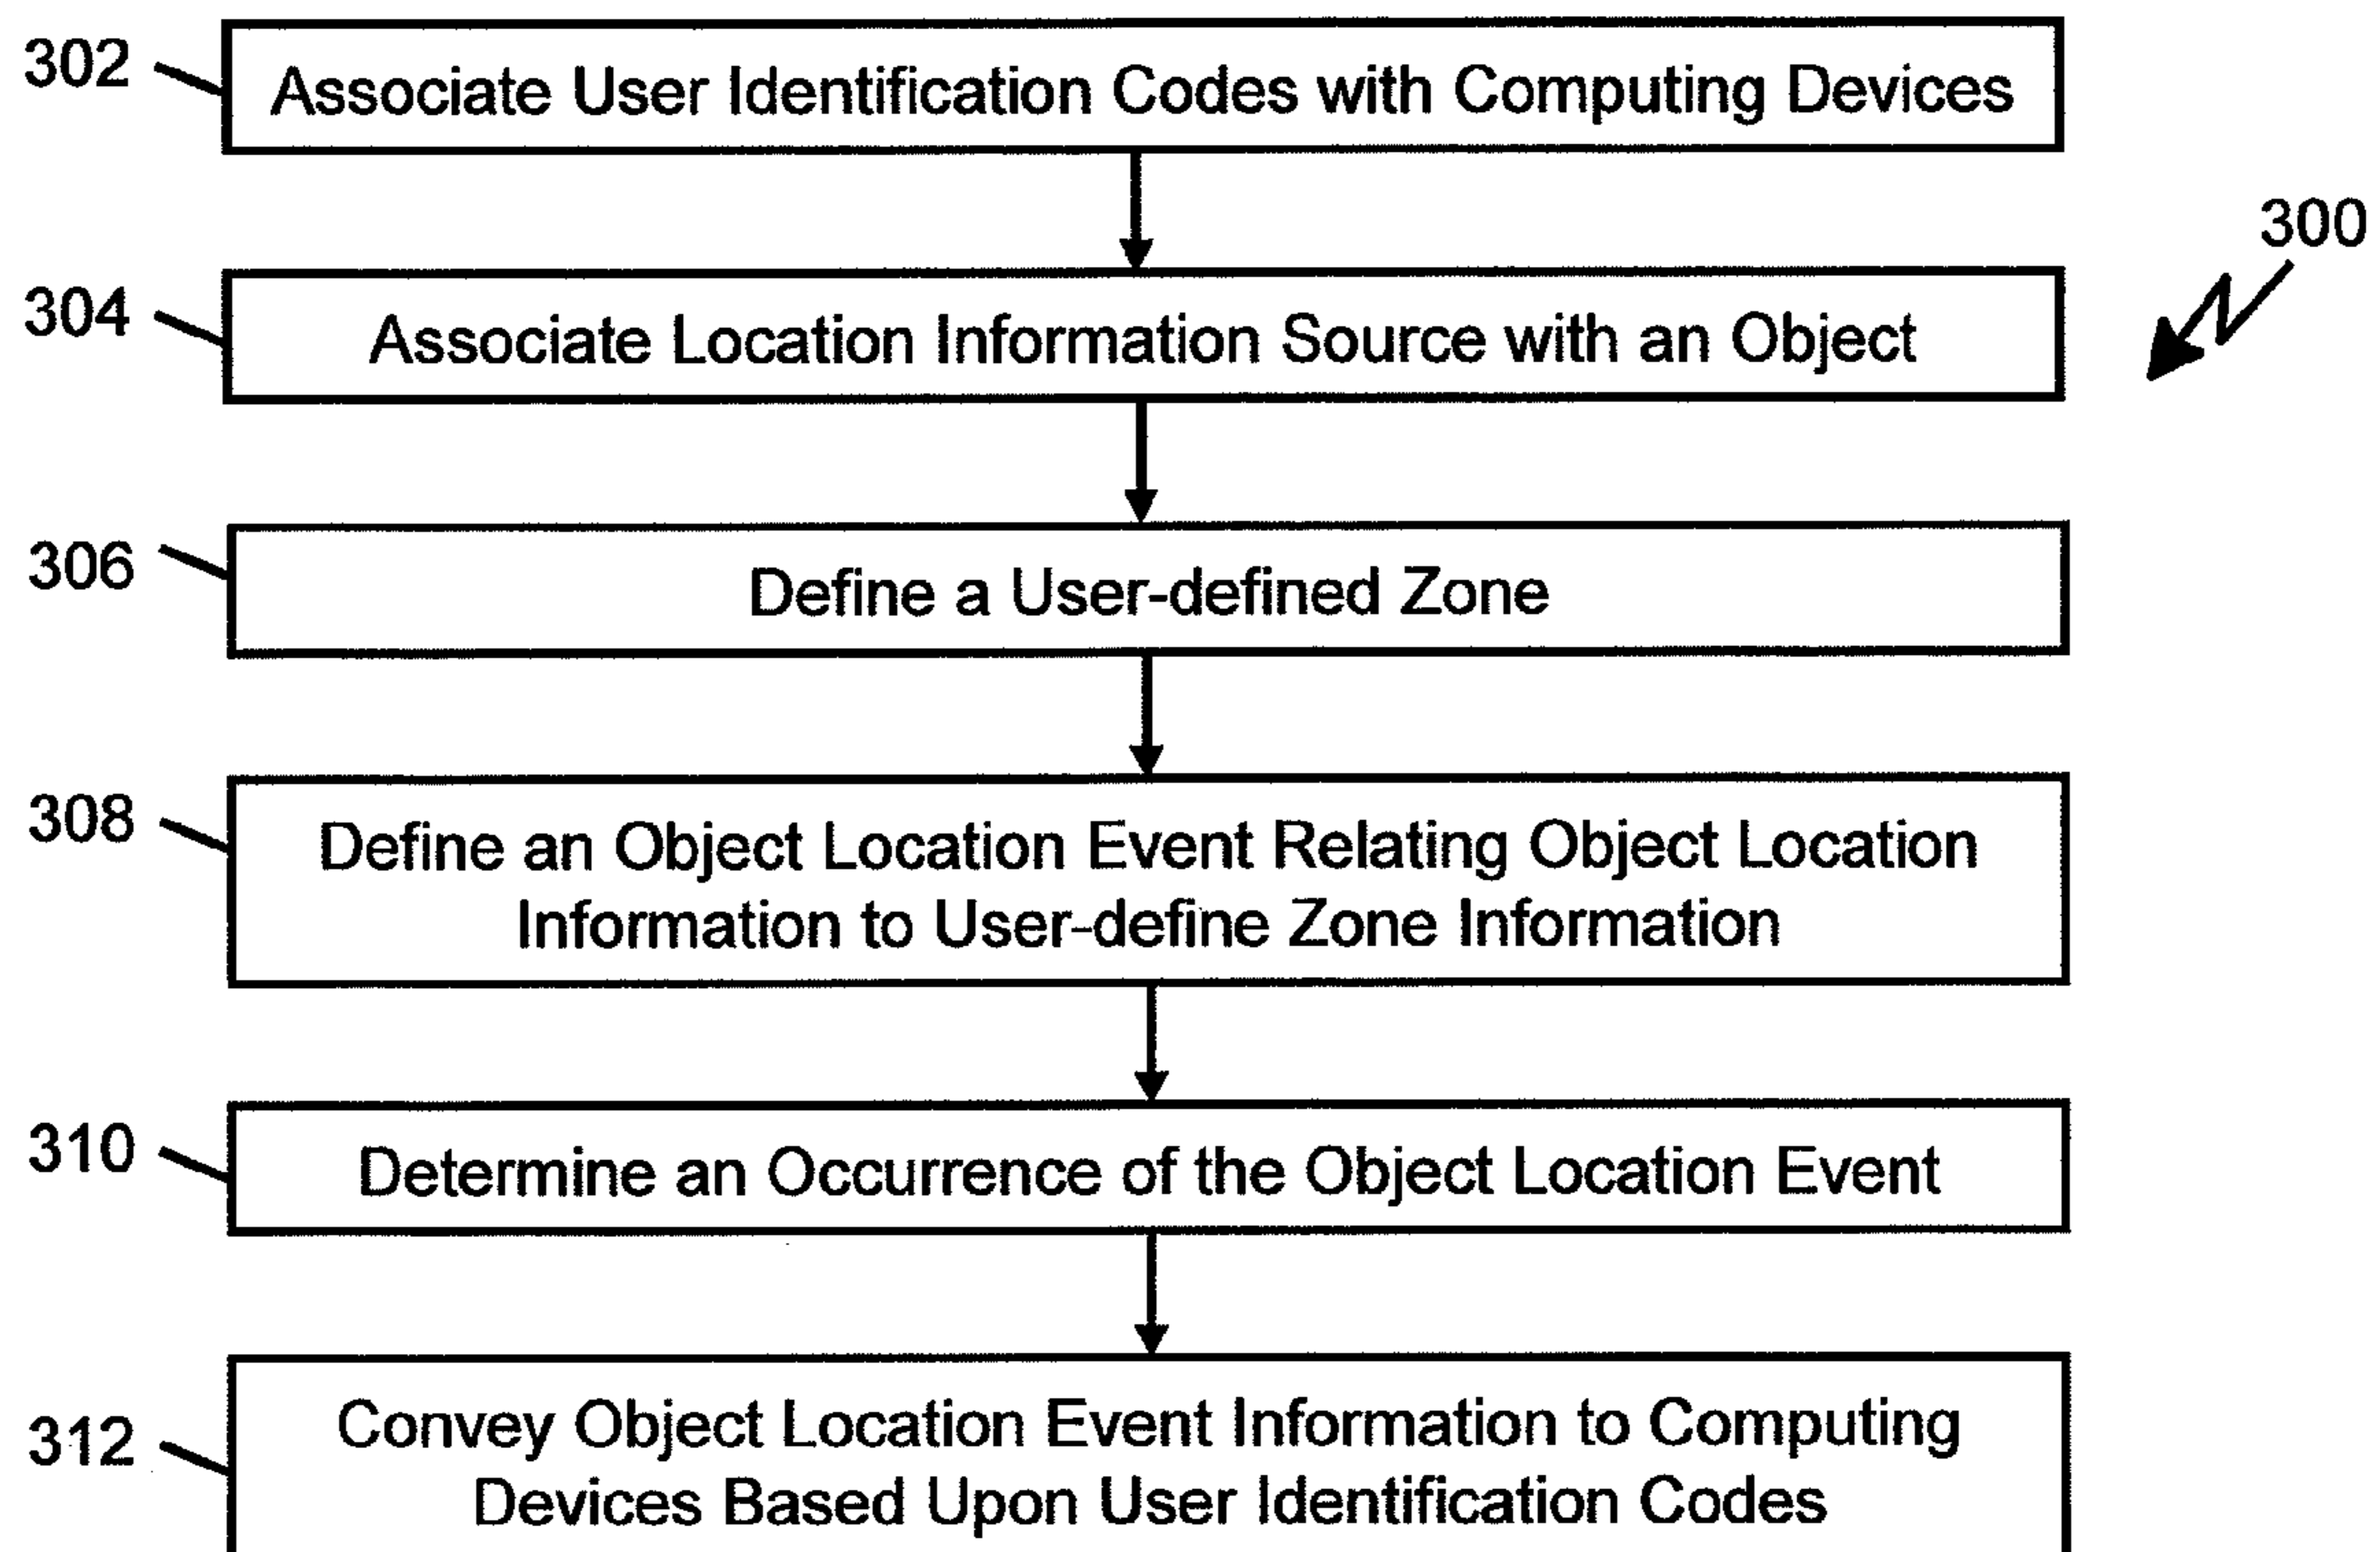 302
Associate User Identification Codes with Computing Devices
300
304
Associate Location Information Source with an Object
306
Define a User-defined Zone
308
Define an Object Location Event Relating Object Location
Information to User-define Zone Information
310
Determine an Occurrence of the Object Location Event
312
Convey Object Location Event Information to Computing
Devices Based Upon User Identification Codes